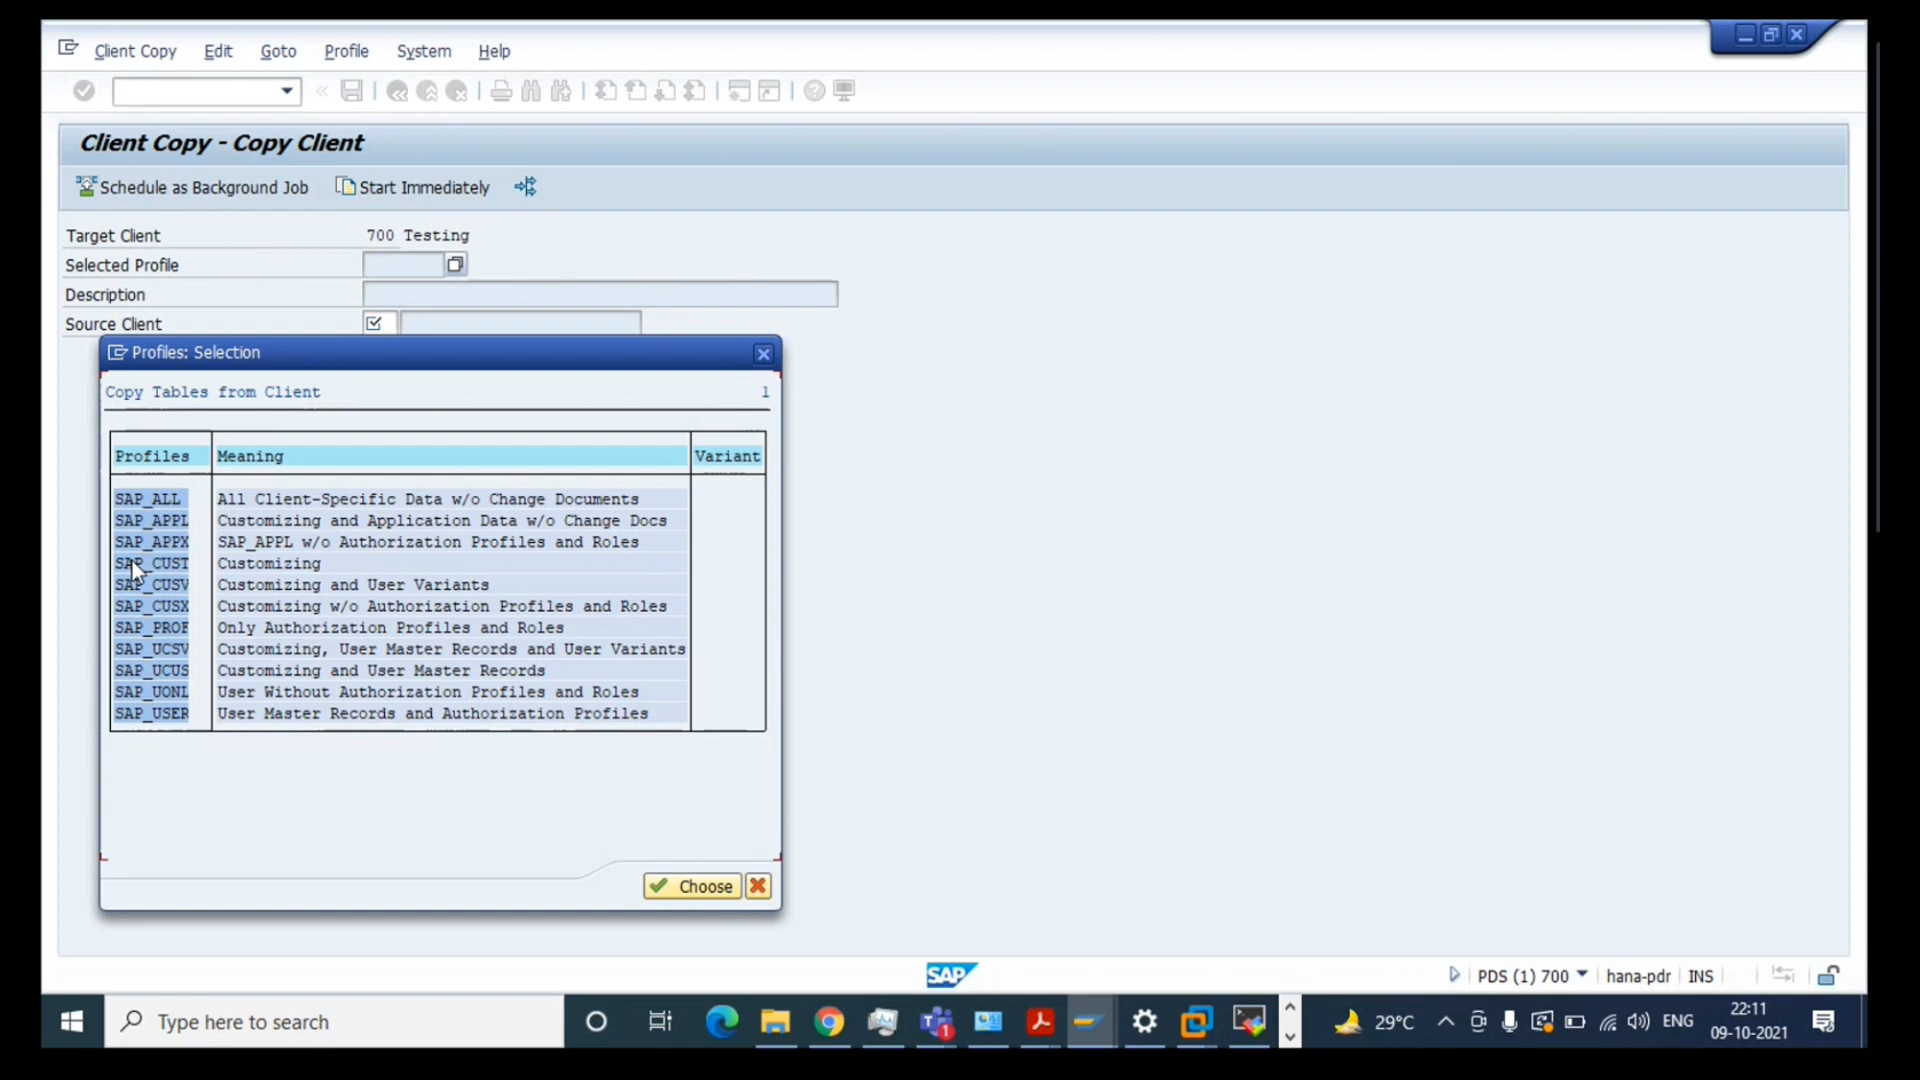 Client Copy Edit Goto Profile System Help
Client Copy - Copy Client
Schedule as Background Job Start Immediately
Target Client 700 Testing
Selected Profile
Description
Source Client
Profiles: Selection
Copy Tables from Client 1
Profiles Meaning Variant
SAP_ALL All Client-Specific Data w/o Change Documents
SAP_APPL Customizing and Application Data w/o Change Docs
SAP_APPX SAP_APPL w/o Authorization Profiles and Roles
SAP_CUST Customizing
SAP_CUSV Customizing and User Variants
SAP_CUSX Customizing w/o Authorization Profiles and Roles
SAP_PROF Only Authorization Profiles and Roles
SAP_UCSV Customizing, User Master Records and User Variants
SAP_UCUS Customizing and User Master Records
SAP_UONL User Without Authorization Profiles and Roles
SAP_USER User Master Records and Authorization Profiles
Choose
SAP PDS (1) 700 hana-pdr INS
Type here to search 1 29°C ENG 22:11
09-10-2021